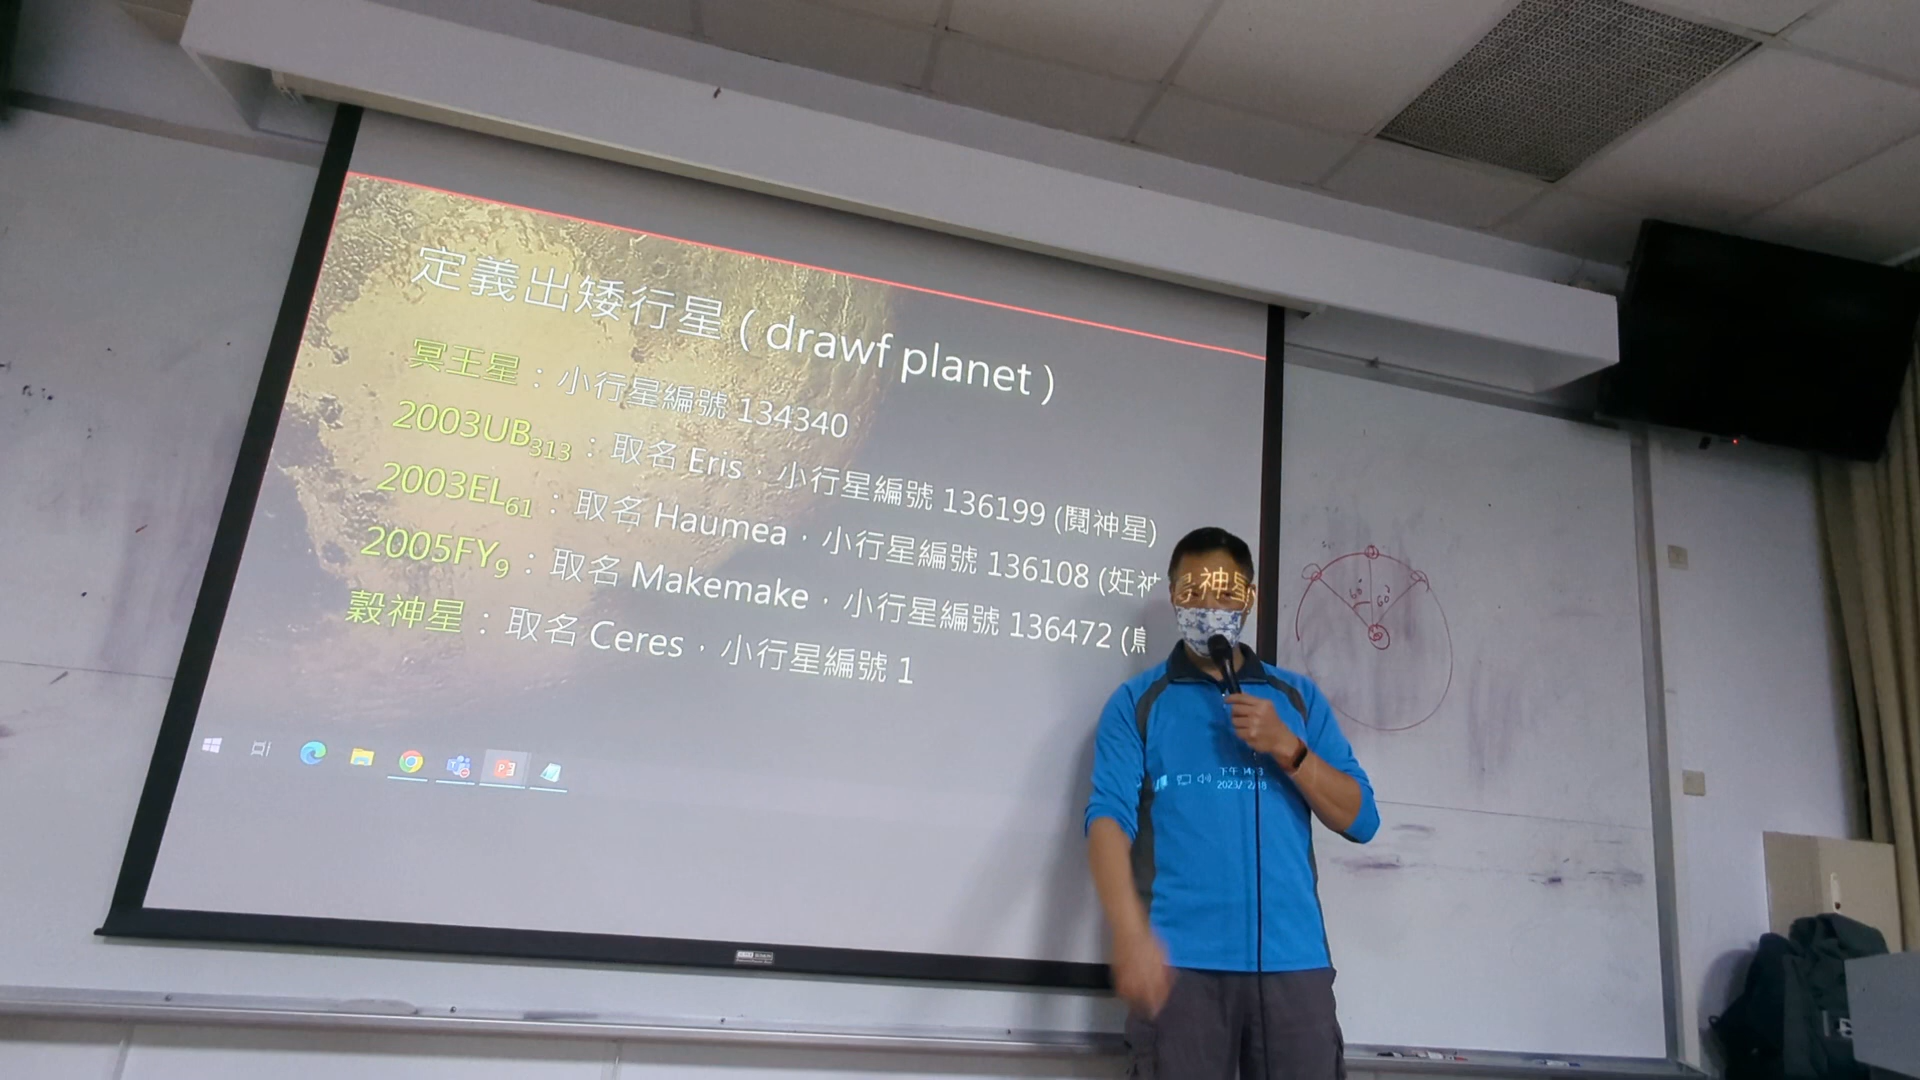 定義出矮行星 ( drawf planet )
冥王星：小行星編號 134340
2003UB313：取名 Eris，小行星編號 136199 (鬩神星)
2003EL61：取名 Haumea，小行星編號 136108 (妊神星
2005FY9：取名 Makemake，小行星編號 136472 (鳥
穀神星：取名 Ceres，小行星編號 1
下午
60° 60°